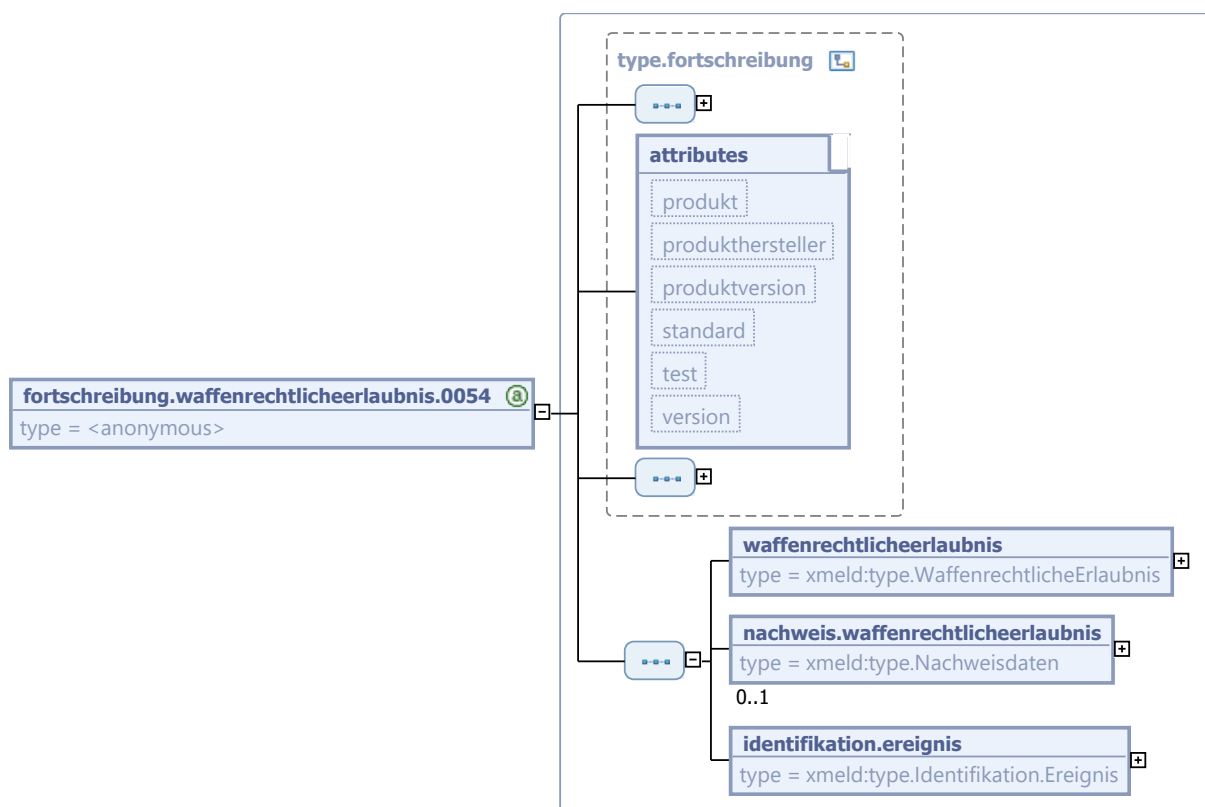 type.fortschreibung
attributes
produkt
produkthersteller
produktversion
standard
test
version
fortschreibung.waffenrechtlicheerlaubnis.0054 @
type = <anonymous>
waffenrechtlicheerlaubnis
type = xmeld:type.WaffenrechtlicheErlaubnis
nachweis.waffenrechtlicheerlaubnis
type = xmeld:type.Nachweisdaten
0..1
identifikation.ereignis
type = xmeld:type.Identifikation.Ereignis